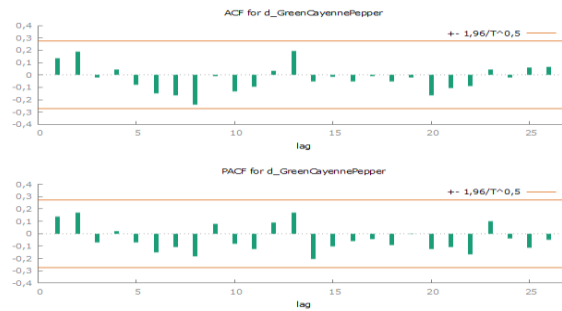 ACF for d_GreenCayennePepper
+- 1,96/T^0,5
0,4
0,3
0,2
0,1
0
-0,1
-0,2
-0,3
-0,4
0 5 10 15 20 25
lag
PACF for d_GreenCayennePepper
+- 1,96/T^0,5
0,4
0,3
0,2
0,1
0
-0,1
-0,2
-0,3
-0,4
0 5 10 15 20 25
lag